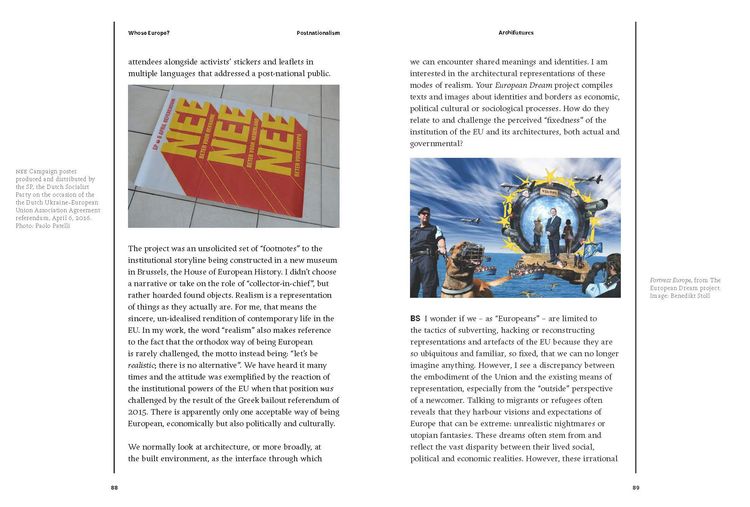 Whose Europe?
Postnationalism
attendees alongside activists’ stickers and leaflets in
multiple languages that addressed a post-national public.
NEE
NEE
NEE
NEE Campaign poster
produced and distributed by
the SP, the Dutch Socialist
Party on the occasion of the
the Dutch Ukraine–European
Union Association Agreement
referendum, April 6, 2016.
Photo: Paolo Patelli
The project was an unsolicited set of “footnotes” to the
institutional storyline being constructed in a new museum
in Brussels, the House of European History. I didn’t choose
a narrative or take on the role of “collector-in-chief”, but
rather hoarded found objects. Realism is a representation
of things as they actually are. For me, that means the
sincere, un-idealised rendition of contemporary life in the
EU. In my work, the word “realism” also makes reference
to the fact that the orthodox way of being European
is rarely challenged, the motto instead being: “let’s be
realistic; there is no alternative”. We have heard it many
times and the attitude was exemplified by the reaction of
the institutional powers of the EU when that position was
challenged by the result of the Greek bailout referendum of
2015. There is apparently only one acceptable way of being
European, economically but also politically and culturally.
We normally look at architecture, or more broadly, at
the built environment, as the interface through which
88
Archifutures
we can encounter shared meanings and identities. I am
interested in the architectural representations of these
modes of realism. Your European Dream project compiles
texts and images about identities and borders as economic,
political cultural or sociological processes. How do they
relate to and challenge the perceived “fixedness” of the
institution of the EU and its architectures, both actual and
governmental?
Fortress Europe, from The
European Dream project.
Image: Benedikt Stoll
BS I wonder if we – as “Europeans” – are limited to
the tactics of subverting, hacking or reconstructing
representations and artefacts of the EU because they are
so ubiquitous and familiar, so fixed, that we can no longer
imagine anything. However, I see a discrepancy between
the embodiment of the Union and the existing means of
representation, especially from the “outside” perspective
of a newcomer. Talking to migrants or refugees often
reveals that they harbour visions and expectations of
Europe that can be extreme: unrealistic nightmares or
utopian fantasies. These dreams often stem from and
reflect the vast disparity between their lived social,
political and economic realities. However, these irrational
89